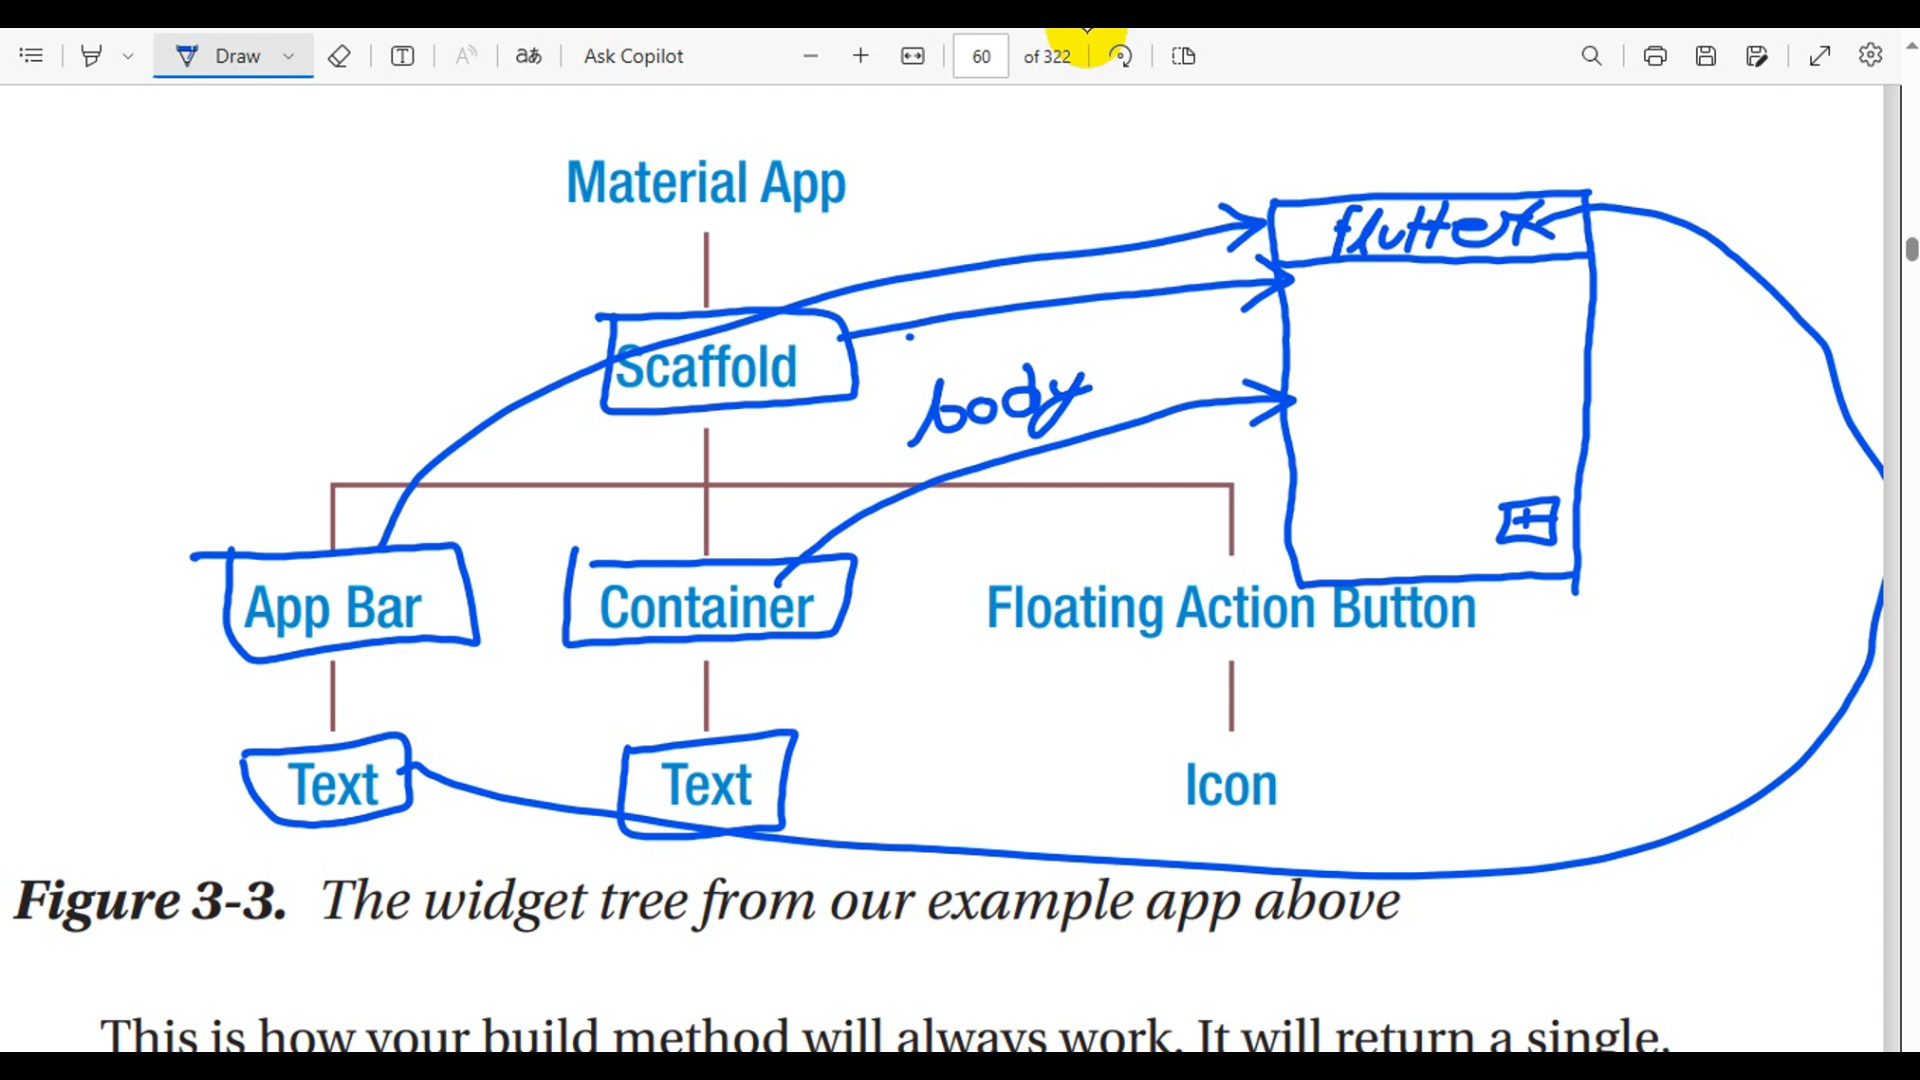 Draw
aあ
Ask Copilot
60 of 322
Material App
flutter
Scaffold
body
App Bar Container Floating Action Button
Text Text Icon
Figure 3-3. The widget tree from our example app above
This is how your build method will always work. It will return a single.